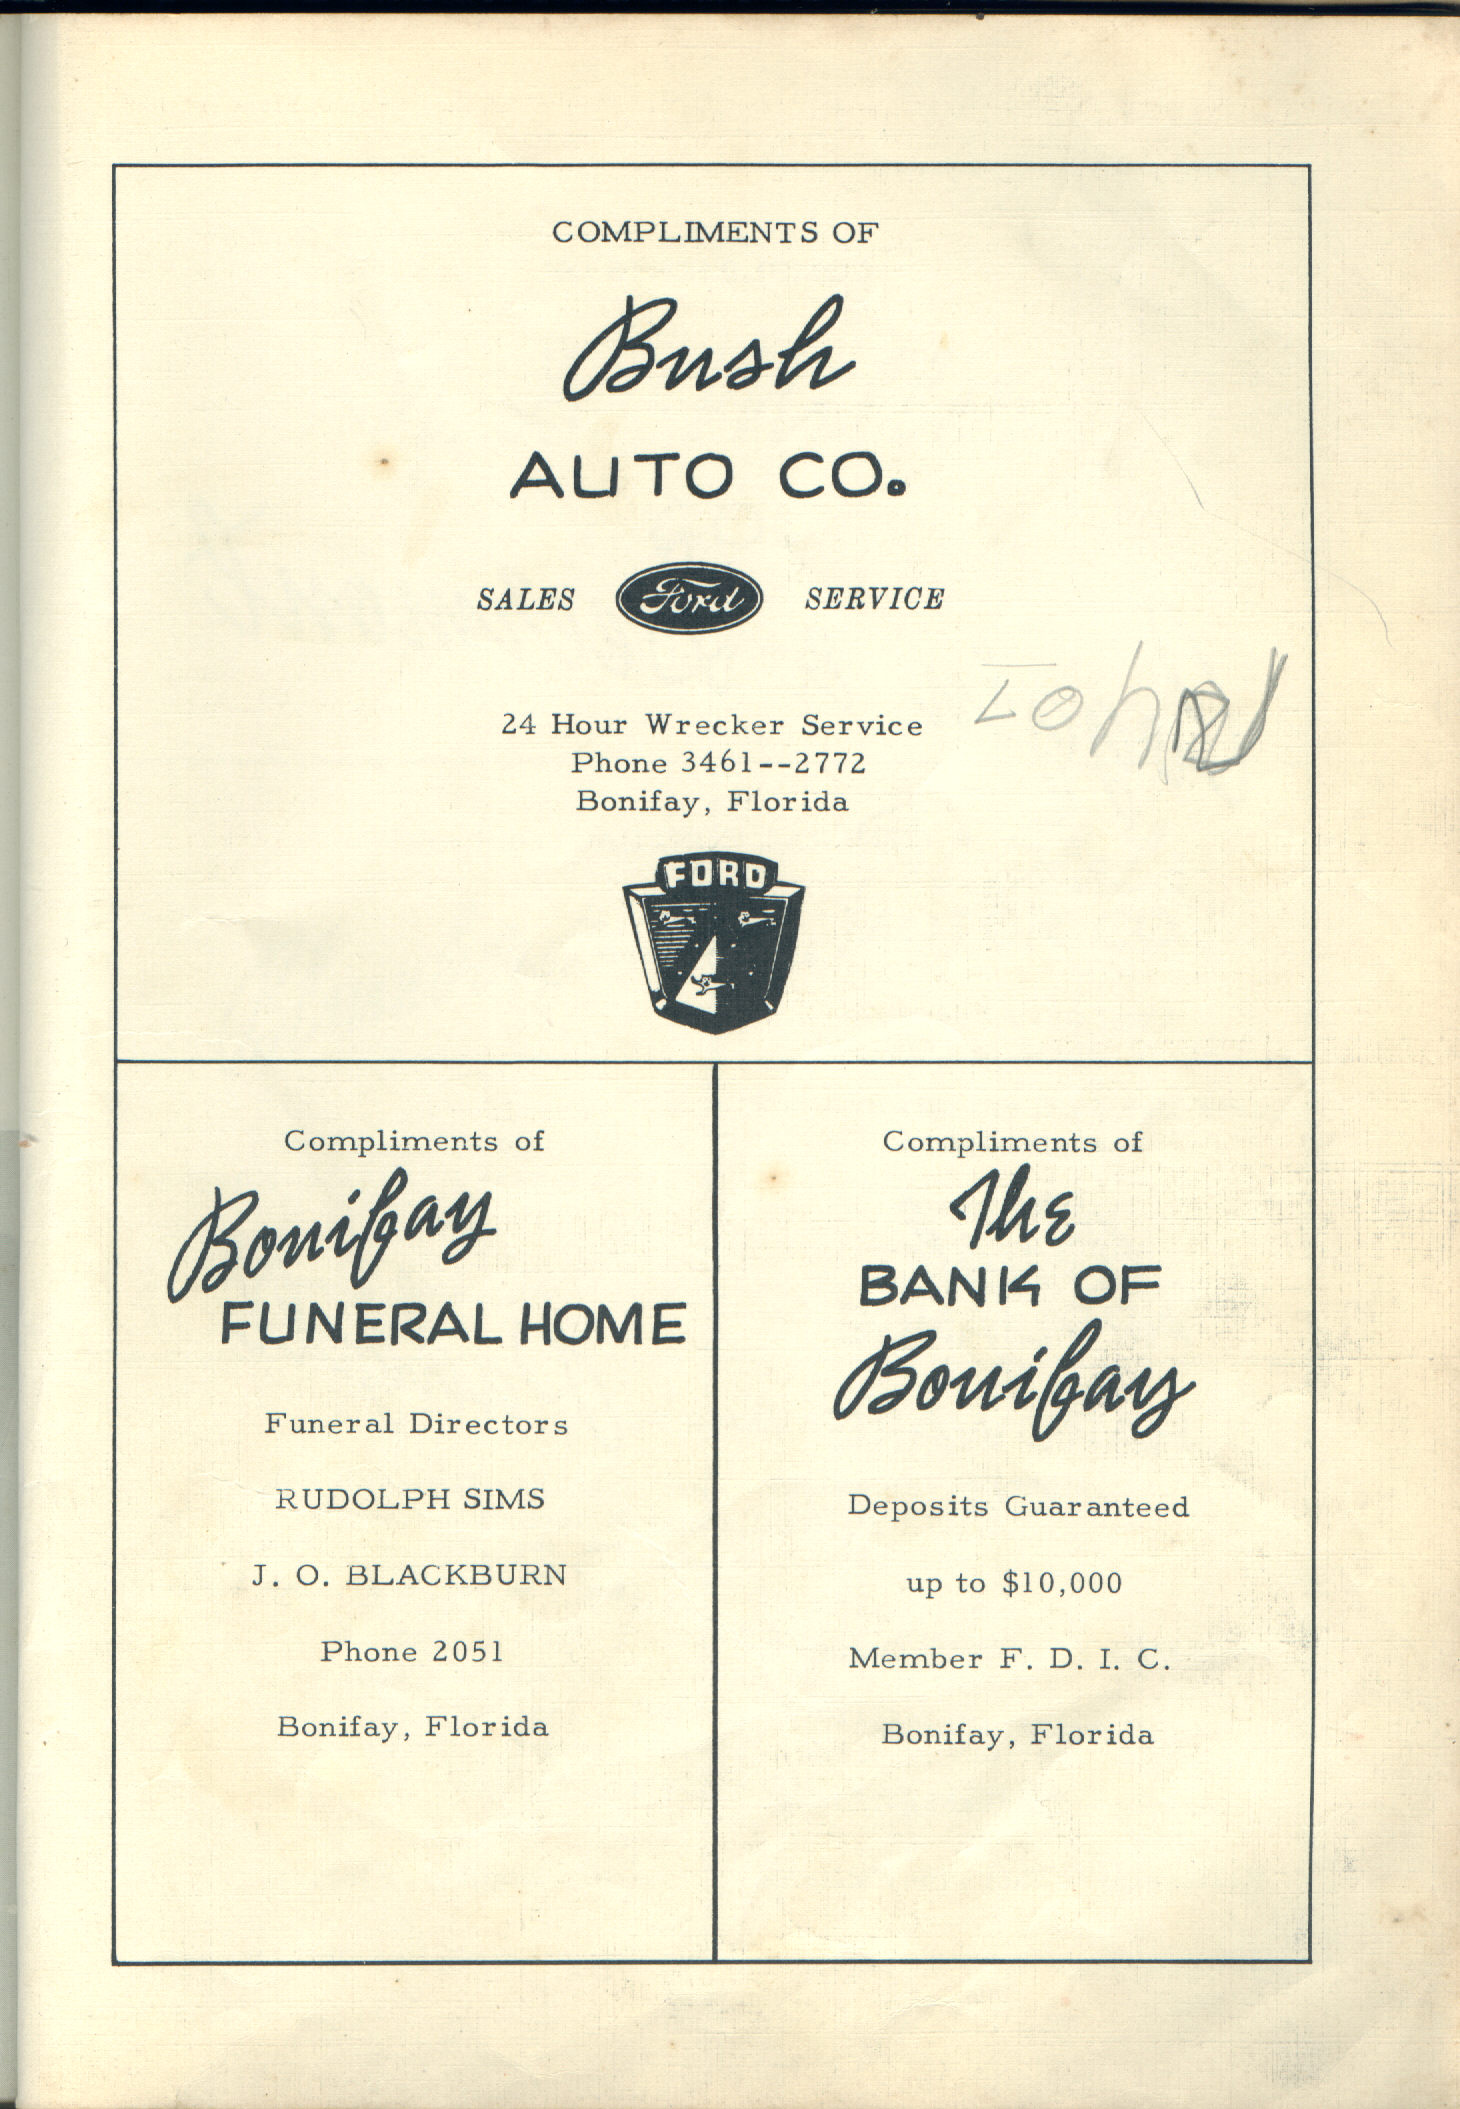 COMPLIMENTS OF
Bush
AUTO CO.
SALES Ford SERVICE
24 Hour Wrecker Service
Phone 3461--2772
Bonifay, Florida
FORD
Compliments of
Bonifay
FUNERAL HOME
Funeral Directors
RUDOLPH SIMS
J. O. BLACKBURN
Phone 2051
Bonifay, Florida
Compliments of
The
BANK OF
Bonifay
Deposits Guaranteed
up to $10,000
Member F. D. I. C.
Bonifay, Florida